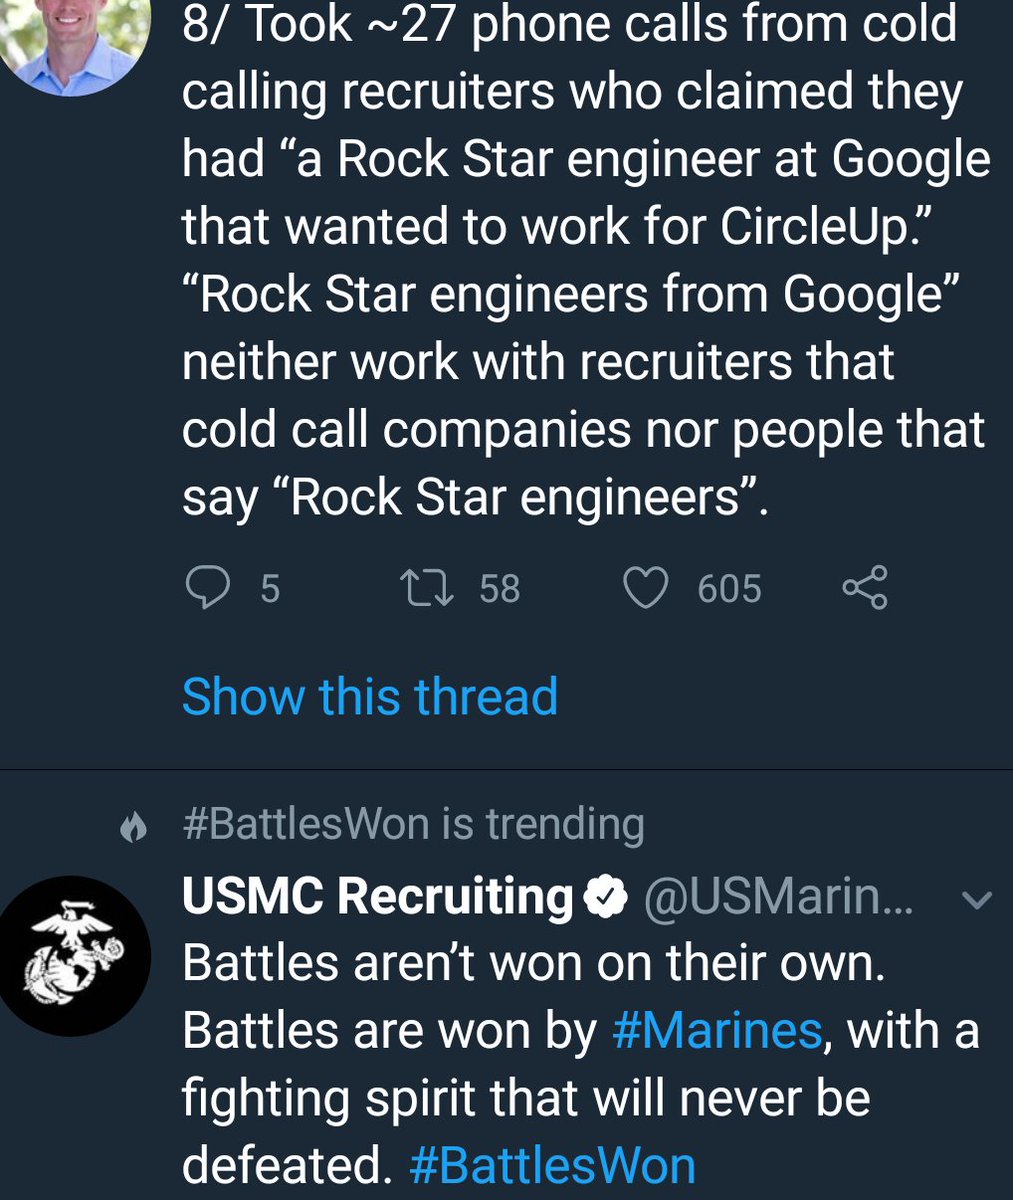 8/ Took ~27 phone calls from cold
calling recruiters who claimed they
had “a Rock Star engineer at Google
that wanted to work for CircleUp.”
“Rock Star engineers from Google”
neither work with recruiters that
cold call companies nor people that
say “Rock Star engineers”.
5 58 605
Show this thread
#BattlesWon is trending
USMC Recruiting @USMarin...
Battles aren’t won on their own.
Battles are won by #Marines, with a
fighting spirit that will never be
defeated. #BattlesWon